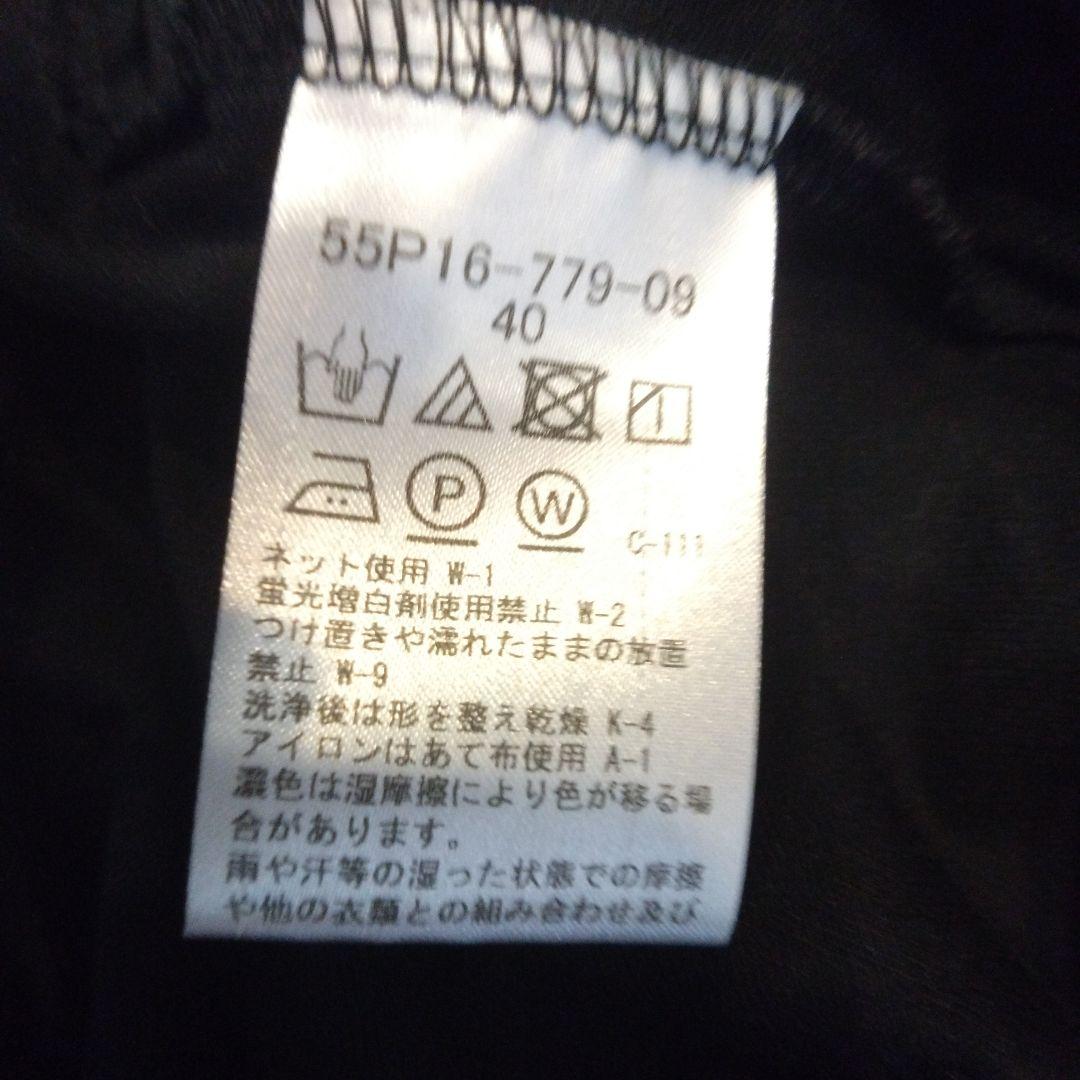 55P16-779-09
40
P W
C-111
ネット使用 W-1
蛍光増白剤使用禁止 W-2
つけ置きや濡れたままの放置
禁止 W-9
洗浄後は形を整え乾燥 K-4
アイロンはあて布使用 A-1
濃色は湿摩擦により色が移る場
合があります。
雨や汗等の湿った状態での摩擦
や他の衣類との組み合わせ及び